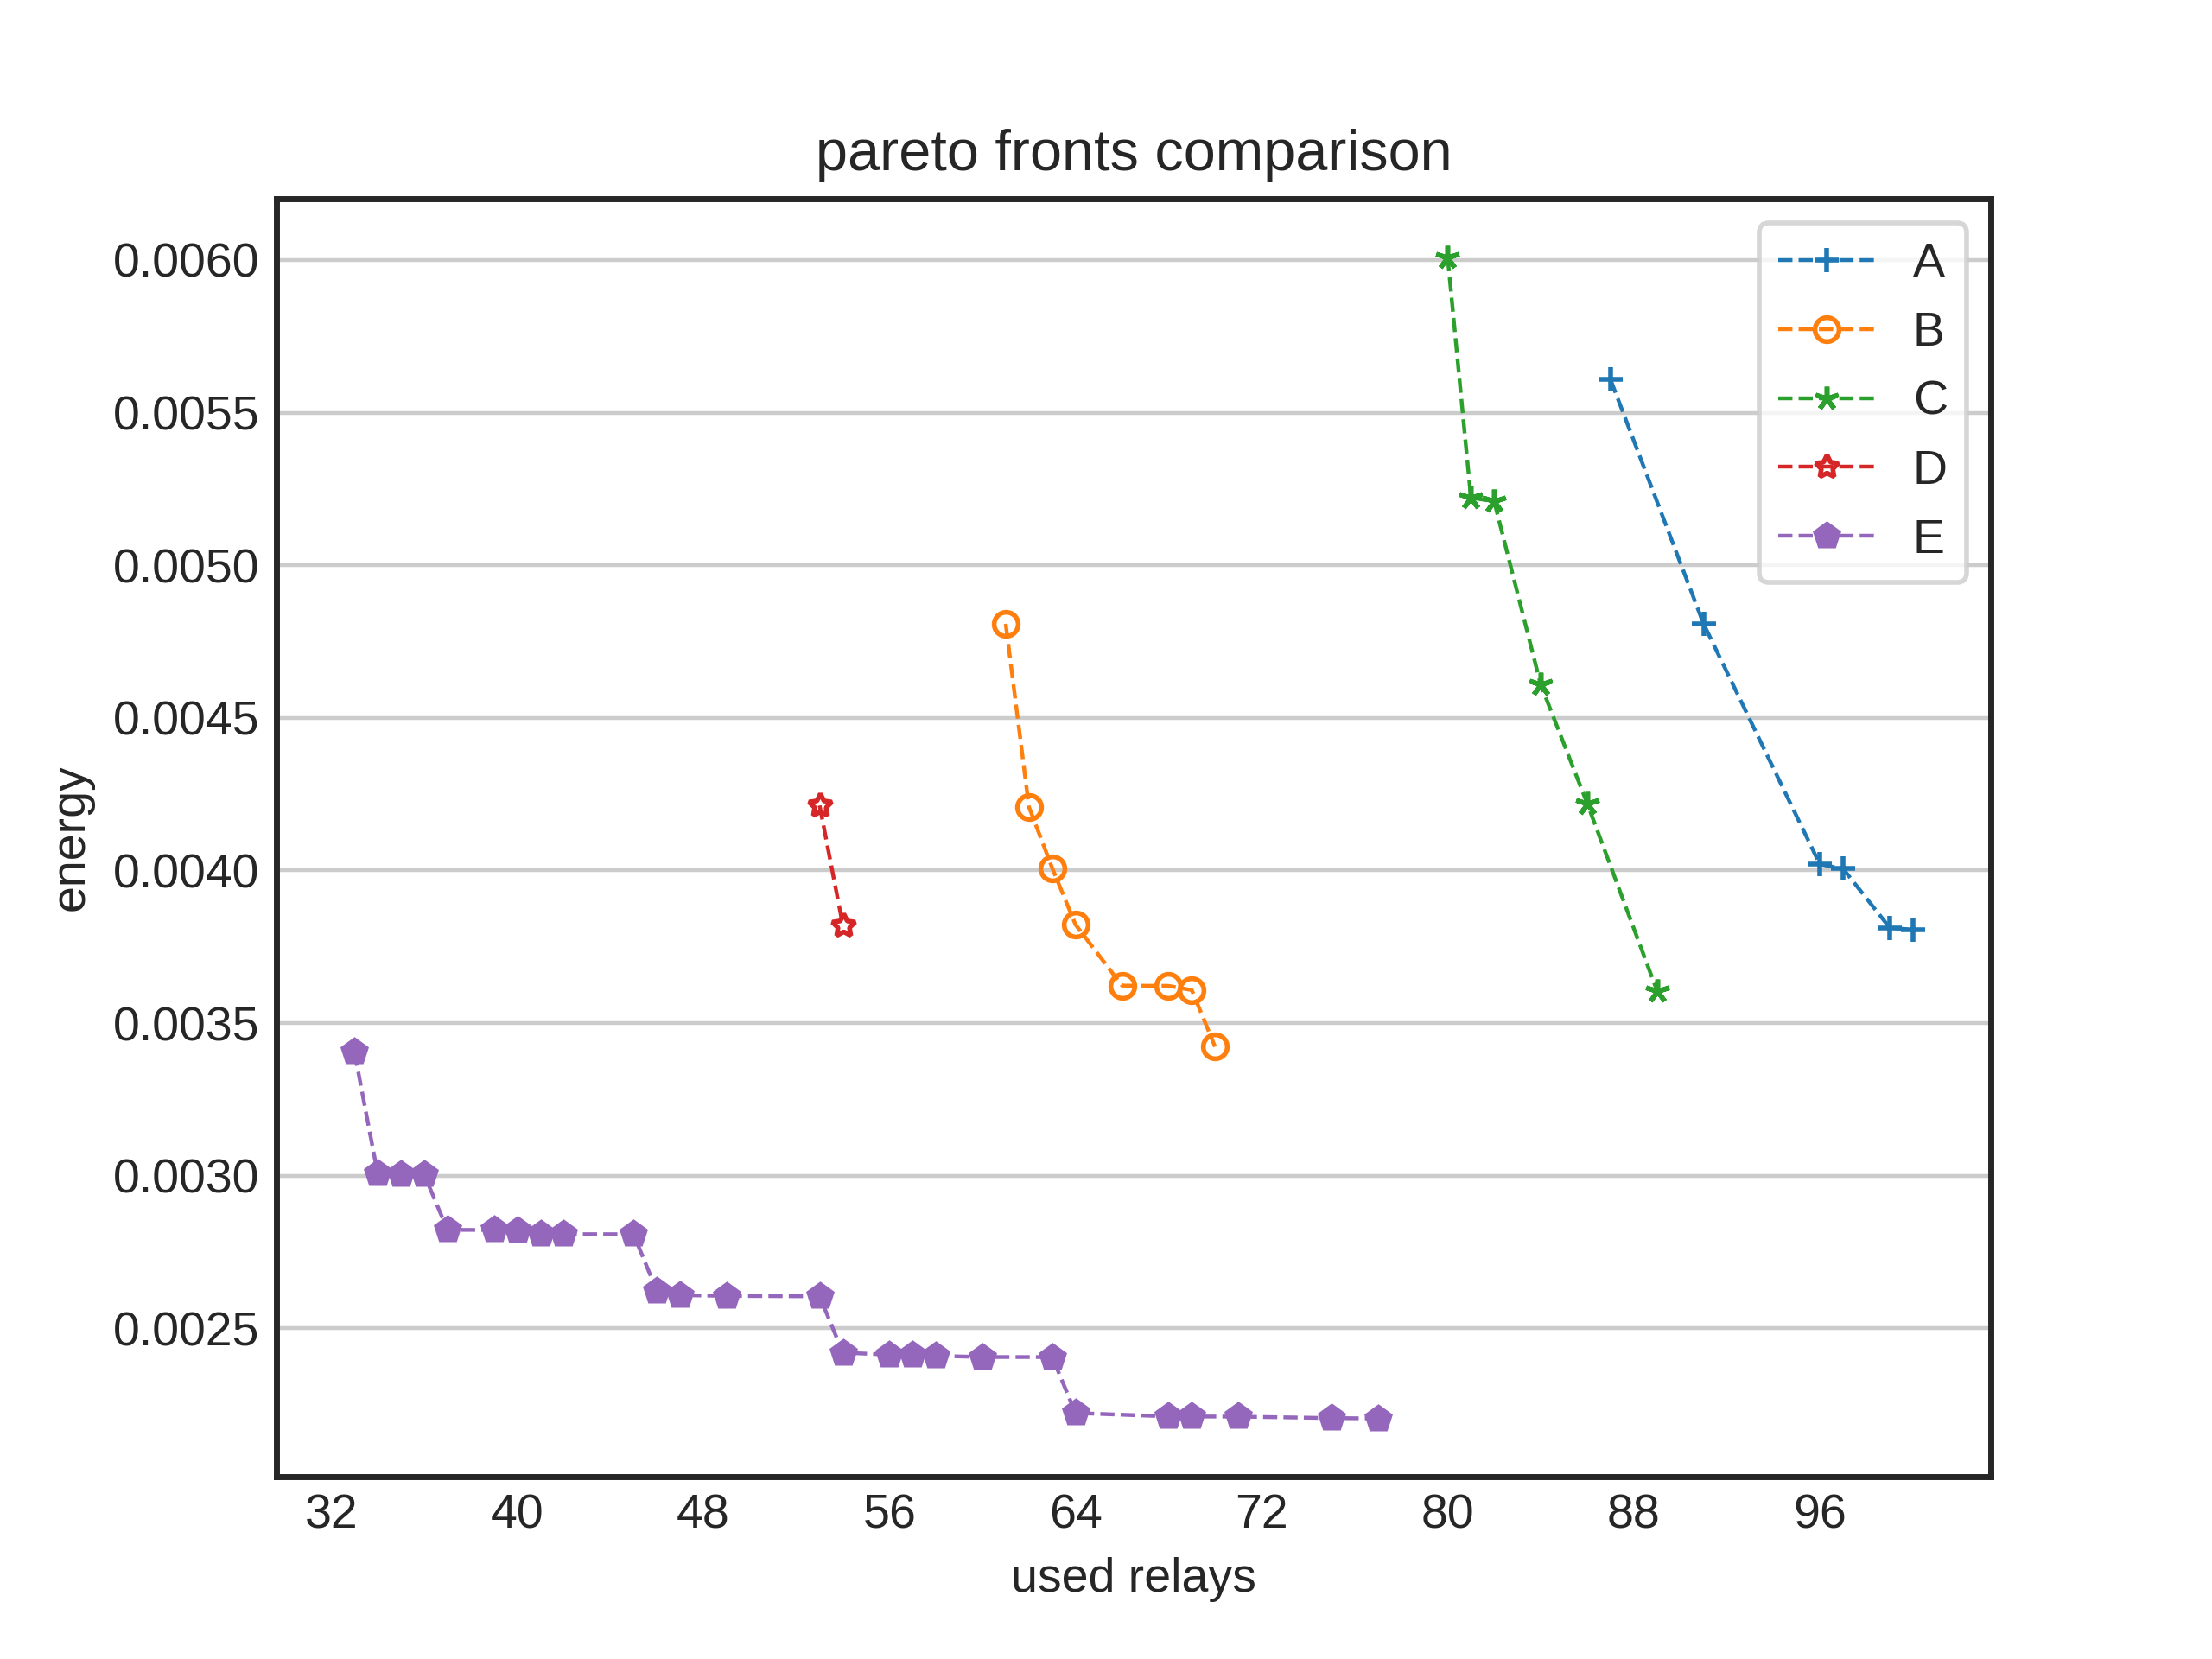 pareto fronts comparison
0.0060
0.0055
0.0050
0.0045
0.0040
0.0035
0.0030
0.0025
energy
A
B
C
D
E
32 40 48 56 64 72 80 88 96
used relays